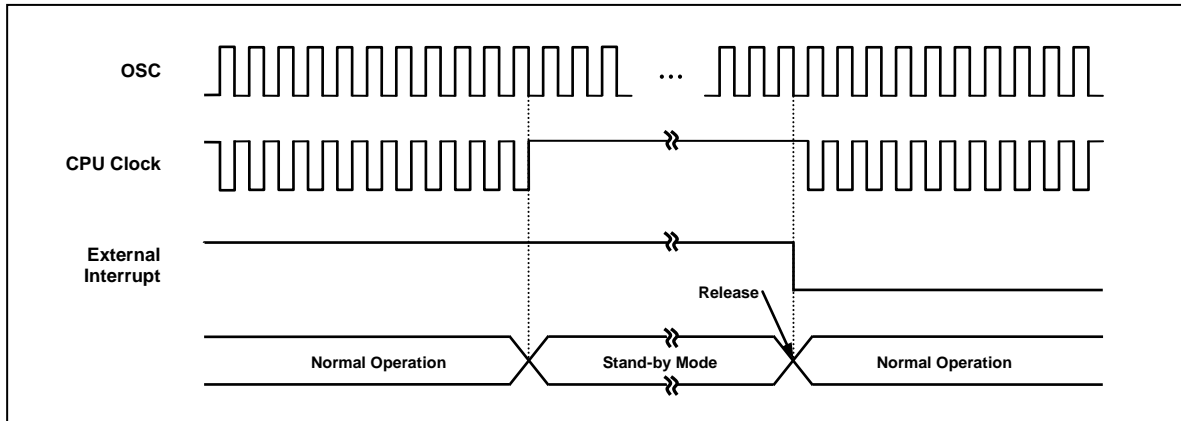 OSC
...
CPU Clock
External
Interrupt
Release
Normal Operation
Stand-by Mode
Normal Operation